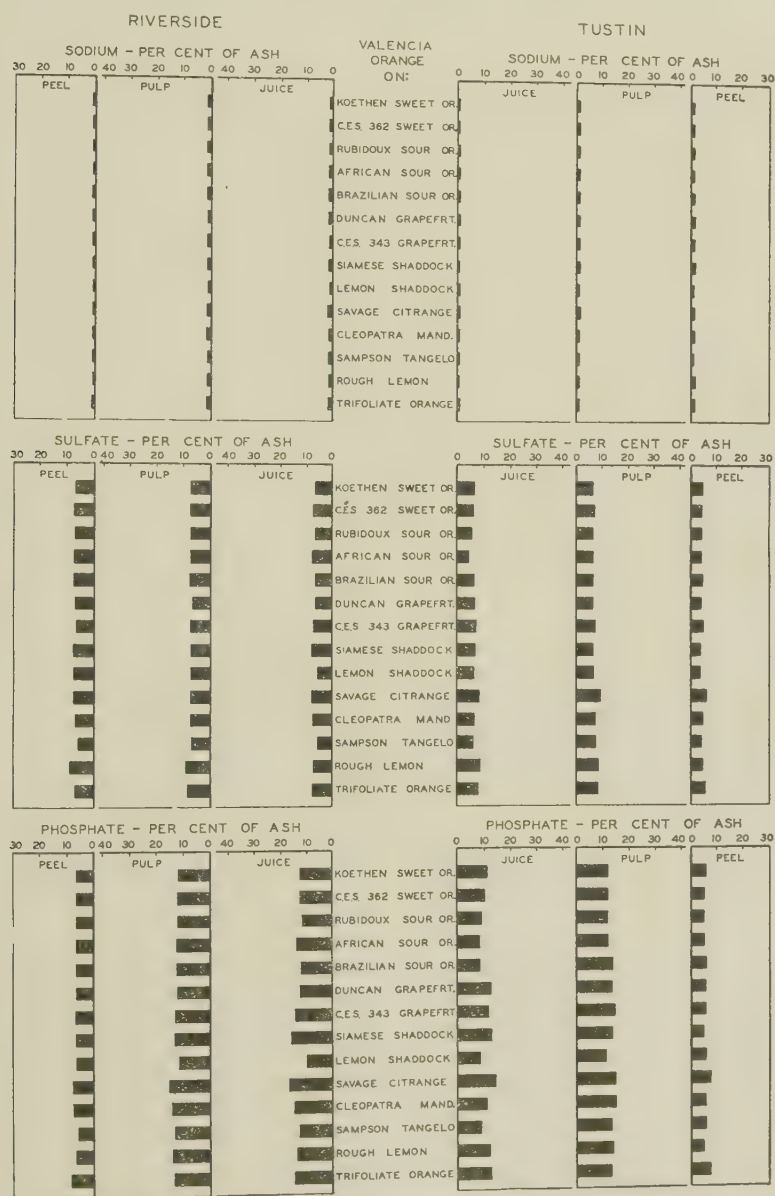 RIVERSIDE
TUSTIN
VALENCIA
ORANGE
ON:
SODIUM - PER CENT OF ASH
SODIUM - PER CENT OF ASH
30 20 10 0 40 30 20 10 0 40 30 20 10 0
0 10 20 30 40 0 10 20 30 40 0 10 20 30
PEEL PULP JUICE
JUICE PULP PEEL
KOETHEN SWEET OR.
C.E.S. 362 SWEET OR.
RUBIDOUX SOUR OR.
AFRICAN SOUR OR.
BRAZILIAN SOUR OR.
DUNCAN GRAPEFRT.
C.E.S. 343 GRAPEFRT.
SIAMESE SHADDOCK
LEMON SHADDOCK
SAVAGE CITRANGE
CLEOPATRA MAND.
SAMPSON TANGELO
ROUGH LEMON
TRIFOLIATE ORANGE
SULFATE - PER CENT OF ASH
SULFATE - PER CENT OF ASH
30 20 10 0 40 30 20 10 0 40 30 20 10 0
0 10 20 30 40 0 10 20 30 40 0 10 20 30
PEEL PULP JUICE
JUICE PULP PEEL
KOETHEN SWEET OR.
C.E.S 362 SWEET OR.
RUBIDOUX SOUR OR.
AFRICAN SOUR OR.
BRAZILIAN SOUR OR.
DUNCAN GRAPEFRT.
C.E.S. 343 GRAPEFRT.
SIAMESE SHADDOCK
LEMON SHADDOCK
SAVAGE CITRANGE
CLEOPATRA MAND
SAMPSON TANGELO
ROUGH LEMON
TRIFOLIATE ORANGE
PHOSPHATE - PER CENT OF ASH
PHOSPHATE - PER CENT OF ASH
30 20 10 0 40 30 20 10 0 40 30 20 10 0
0 10 20 30 40 0 10 20 30 40 0 10 20 30
PEEL PULP JUICE
JUICE PULP PEEL
KOETHEN SWEET OR.
C.E.S. 362 SWEET OR.
RUBIDOUX SOUR OR.
AFRICAN SOUR OR.
BRAZILIAN SOUR OR.
DUNCAN GRAPEFRT.
C.E.S. 343 GRAPEFRT
SIAMESE SHADDOCK
LEMON SHADDOCK
SAVAGE CITRANGE
CLEOPATRA MAND.
SAMPSON TANGELO
ROUGH LEMON
TRIFOLIATE ORANGE